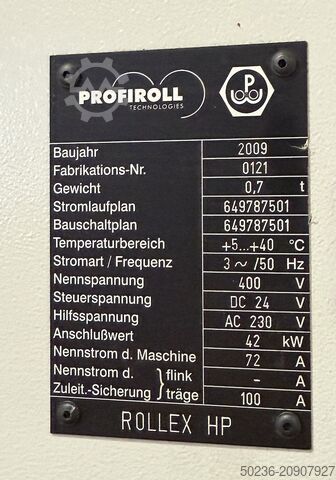 PROFIROLL
TECHNOLOGIES
P
Baujahr 2009
Fabrikations-Nr. 0121
Gewicht 0,7 t
Stromlaufplan 649787501
Bauschaltplan 649787501
Temperaturbereich +5...+40 °C
Stromart / Frequenz 3 ~ /50 Hz
Nennspannung 400 V
Steuerspannung DC 24 V
Hilfsspannung AC 230 V
Anschlußwert 42 kW
Nennstrom d. Maschine 72 A
Nennstrom d. } flink - A
Zuleit.-Sicherung } träge 100 A
ROLLEX HP
50236-20907927